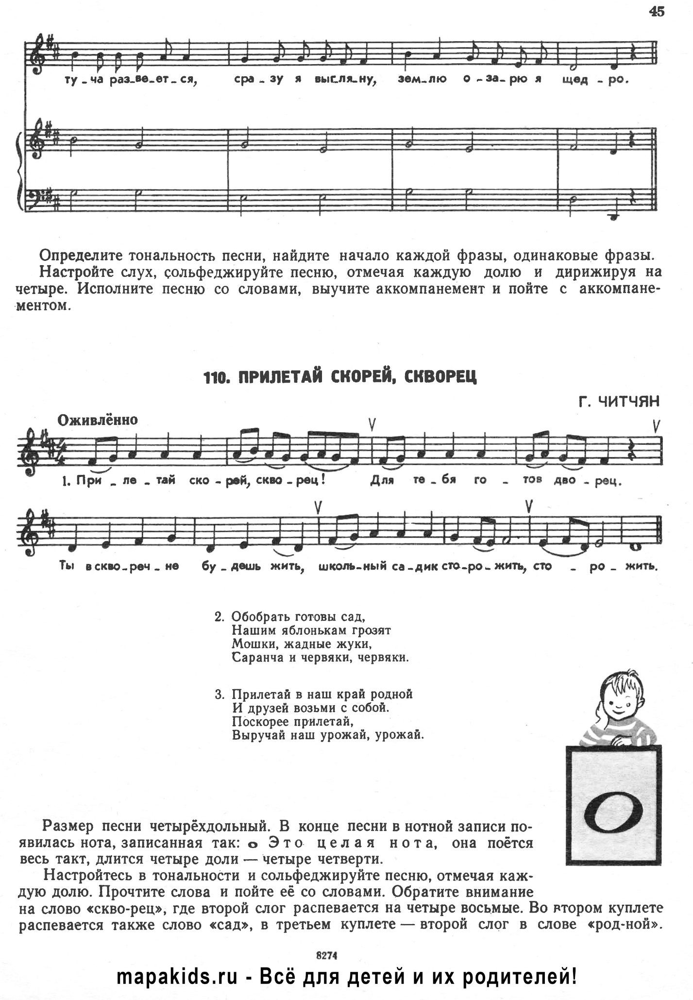 45
ту - ча раз-ве-ет-ся, сра - зу я выг-ля-ну, зем-лю о - за- рю я щед - ро.
Определите тональность песни, найдите начало каждой фразы, одинаковые фразы.
Настройте слух, сольфеджируйте песню, отмечая каждую долю и дирижируя на
четыре. Исполните песню со словами, выучите аккомпанемент и пойте с аккомпане-
ментом.
110. ПРИЛЕТАЙ СКОРЕЙ, СКВОРЕЦ
Г. ЧИТЧЯН
Оживлённо
1. При - ле - тай ско - рей, скво - рец! Для те - бя го - тов дво - рец.
Ты в скво-реч - не бу - дешь жить, школь-ный са-дик сто-ро- жить, сто - ро - жить.
2. Обобрать готовы сад,
Нашим яблонькам грозят
Мошки, жадные жуки,
Саранча и червяки, червяки.
3. Прилетай в наш край родной
И друзей возьми с собой.
Поскорее прилетай,
Выручай наш урожай, урожай.
Размер песни четырёхдольный. В конце песни в нотной записи по-
явилась нота, записанная так: 𝅝 Это целая нота, она поётся
весь такт, длится четыре доли — четыре четверти.
Настройтесь в тональности и сольфеджируйте песню, отмечая каж-
дую долю. Прочтите слова и пойте её со словами. Обратите внимание
на слово «скво-рец», где второй слог распевается на четыре восьмые. Во втором куплете
распевается также слово «сад», в третьем куплете — второй слог в слове «род-ной».
8274
mapakids.ru - Всё для детей и их родителей!